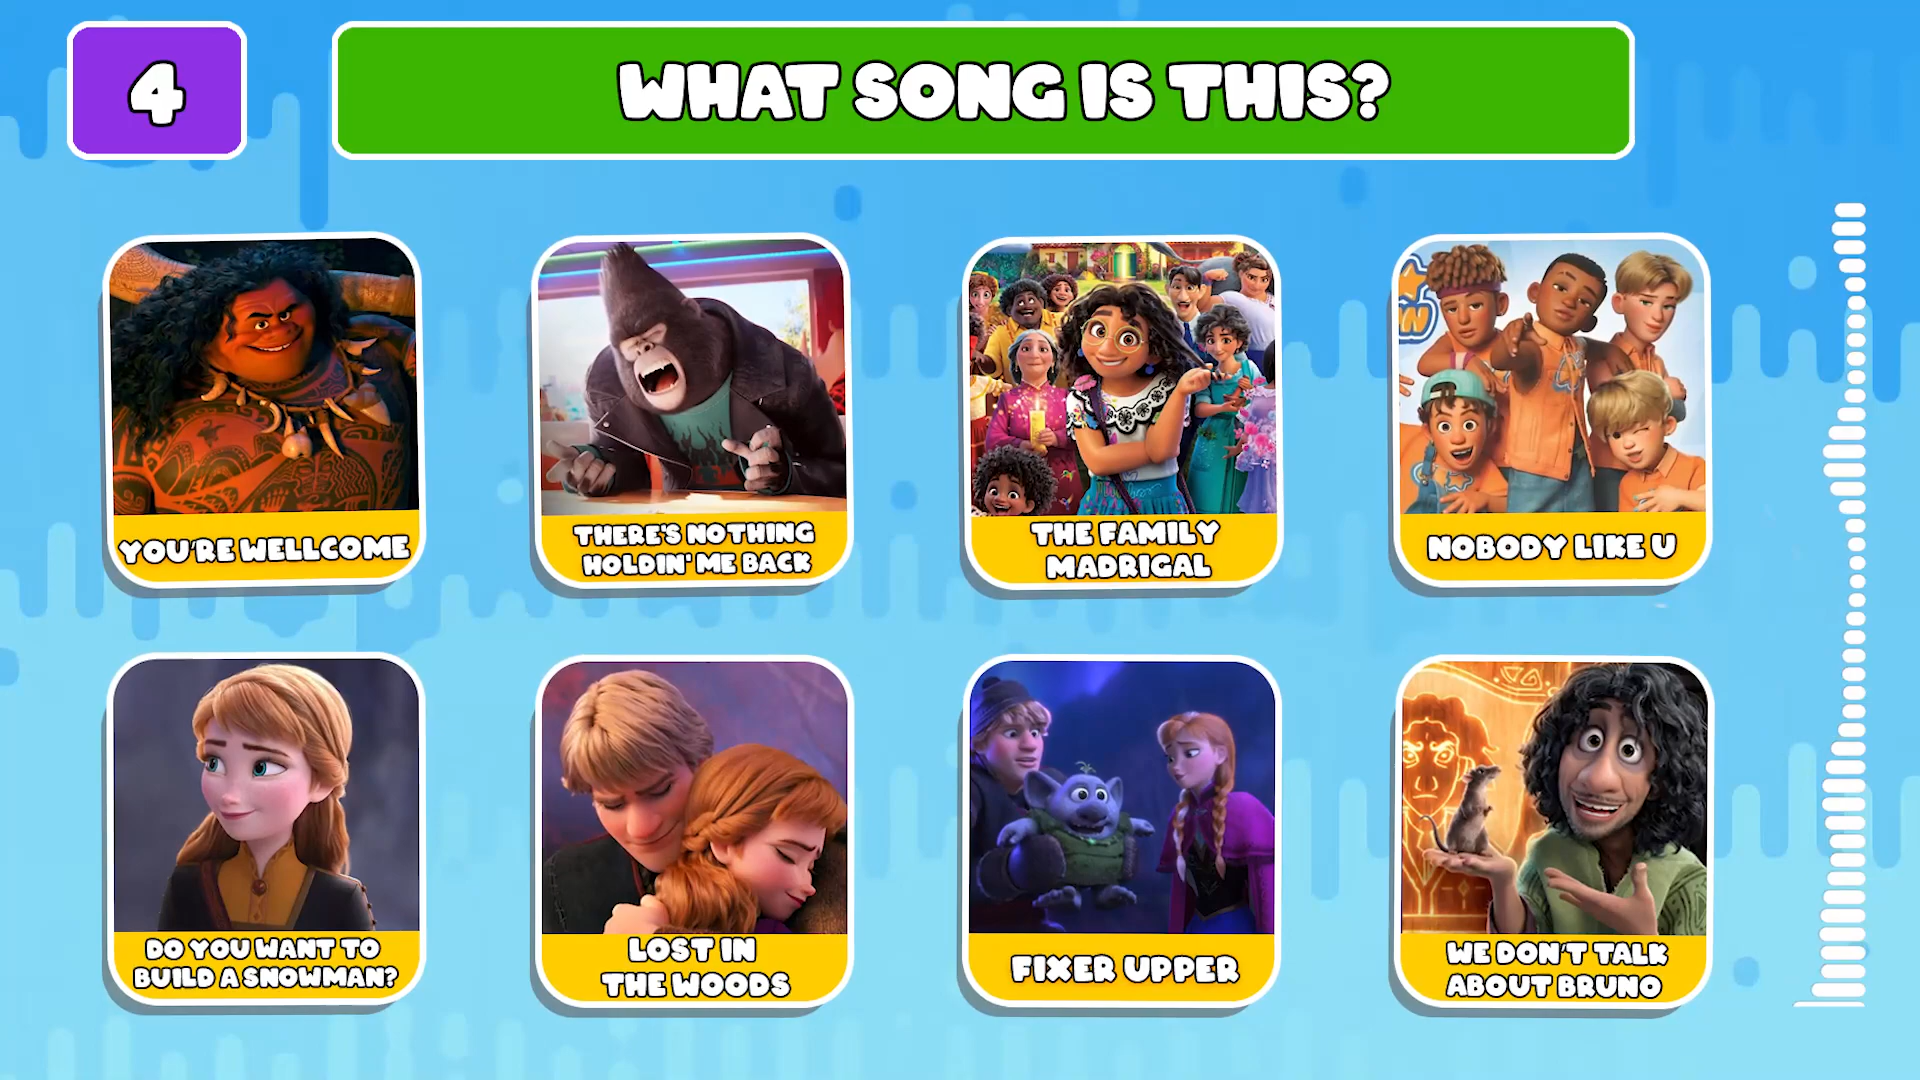 4
WHAT SONG IS THIS?
YOU'RE WELLCOME
THERE'S NOTHING
HOLDIN' ME BACK
THE FAMILY
MADRIGAL
NOBODY LIKE U
DO YOU WANT TO
BUILD A SNOWMAN?
LOST IN
THE WOODS
FIXER UPPER
WE DON'T TALK
ABOUT BRUNO